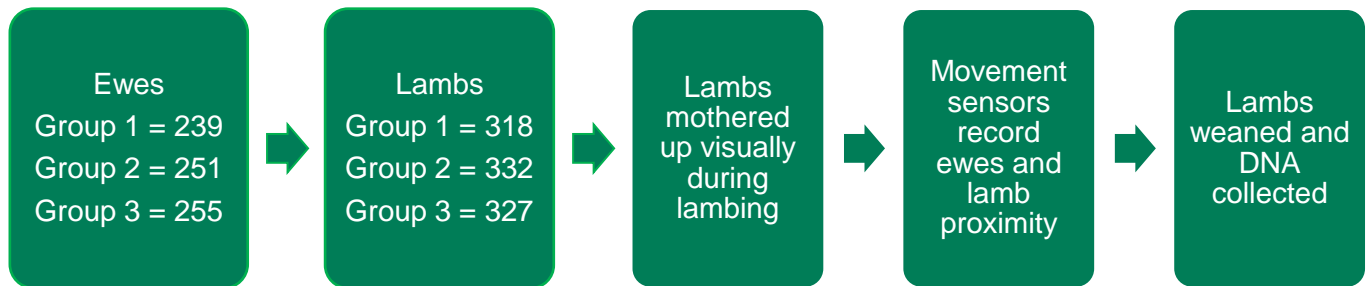 Ewes
Group 1 = 239
Group 2 = 251
Group 3 = 255
Lambs
Group 1 = 318
Group 2 = 332
Group 3 = 327
Lambs
mothered
up visually
during
lambing
Movement
sensors
record
ewes and
lamb
proximity
Lambs
weaned and
DNA
collected